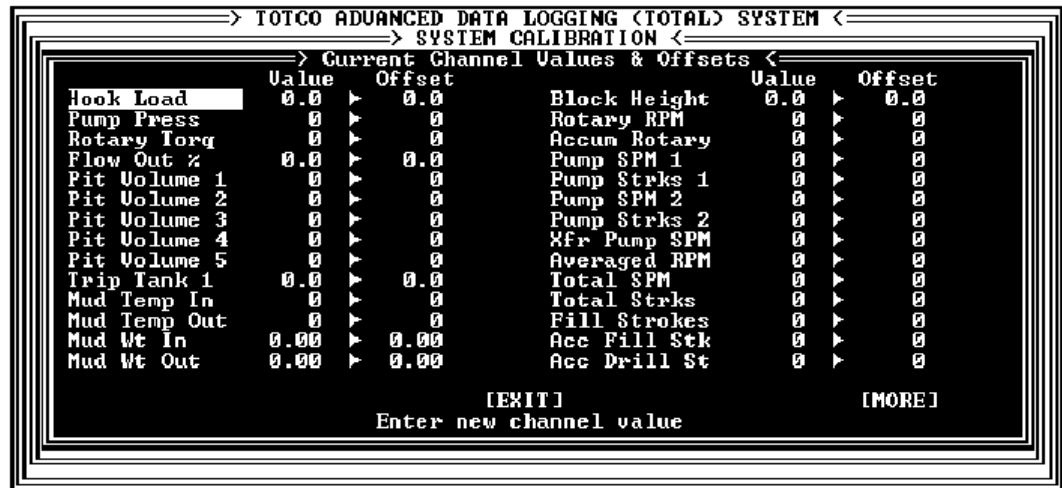 > TOTCO ADVANCED DATA LOGGING (TOTAL) SYSTEM <
> SYSTEM CALIBRATION <
> Current Channel Values & Offsets <
Value Offset Value Offset
Hook Load 0.0 ► 0.0 Block Height 0.0 ► 0.0
Pump Press 0 ► 0 Rotary RPM 0 ► 0
Rotary Torq 0 ► 0 Accum Rotary 0 ► 0
Flow Out % 0.0 ► 0.0 Pump SPM 1 0 ► 0
Pit Volume 1 0 ► 0 Pump Strks 1 0 ► 0
Pit Volume 2 0 ► 0 Pump SPM 2 0 ► 0
Pit Volume 3 0 ► 0 Pump Strks 2 0 ► 0
Pit Volume 4 0 ► 0 Xfr Pump SPM 0 ► 0
Pit Volume 5 0 ► 0 Averaged RPM 0 ► 0
Trip Tank 1 0.0 ► 0.0 Total SPM 0 ► 0
Mud Temp In 0 ► 0 Total Strks 0 ► 0
Mud Temp Out 0 ► 0 Fill Strokes 0 ► 0
Mud Wt In 0.00 ► 0.00 Acc Fill Stk 0 ► 0
Mud Wt Out 0.00 ► 0.00 Acc Drill St 0 ► 0
[EXIT] [MORE]
Enter new channel value